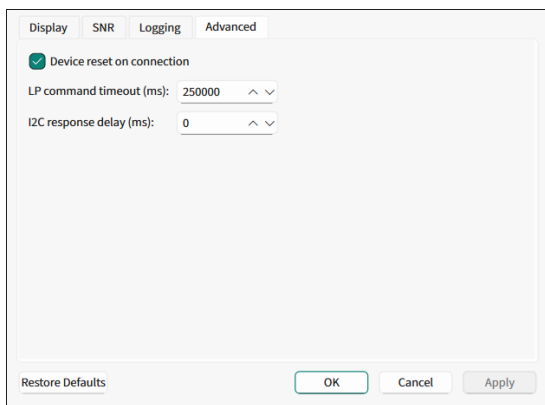 Display SNR Logging Advanced
Device reset on connection
LP command timeout (ms): 250000
I2C response delay (ms): 0
Restore Defaults OK Cancel Apply